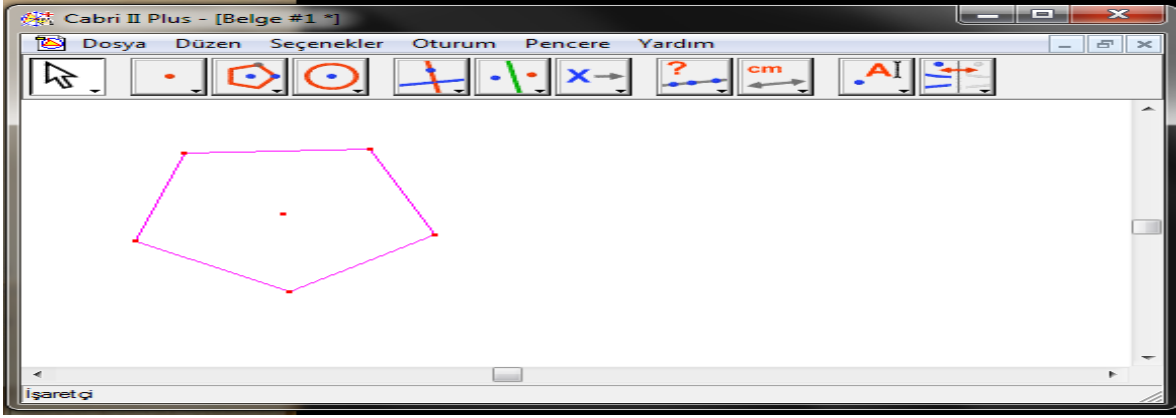 Cabri II Plus - [Belge #1 *]
Dosya Düzen Seçenekler Oturum Pencere Yardım
? cm A
İşaretçi